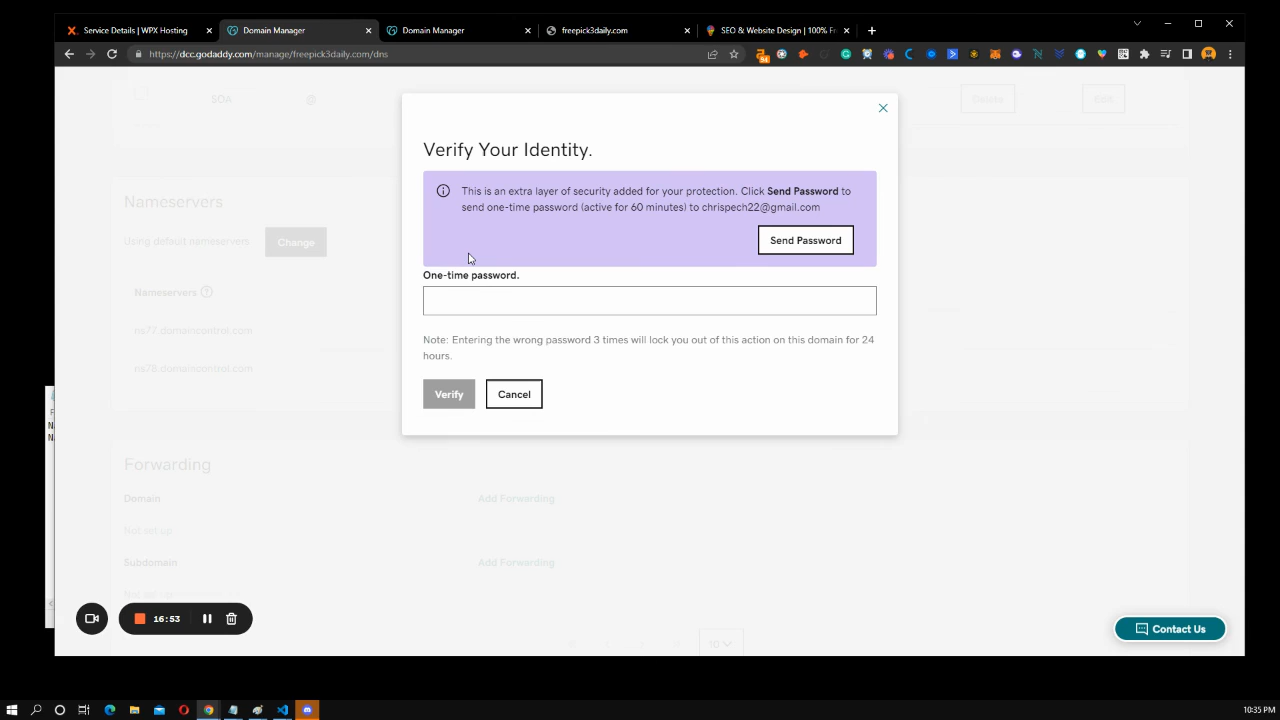 Service Details | WPX Hosting
Domain Manager
Domain Manager
freepick3daily.com
SEO & Website Design | 100% Fr
https://dcc.godaddy.com/manage/freepick3daily.com/dns
SOA
@
Delete
Edit
Verify Your Identity.
This is an extra layer of security added for your protection. Click Send Password to
send one-time password (active for 60 minutes) to chrispech22@gmail.com
Send Password
One-time password.
Note: Entering the wrong password 3 times will lock you out of this action on this domain for 24
hours.
Verify
Cancel
Nameservers
Using default nameservers
Change
Nameservers
ns77.domaincontrol.com
ns78.domaincontrol.com
Forwarding
Domain
Add Forwarding
Not set up
Subdomain
Add Forwarding
16:53
10
Contact Us
10:35 PM